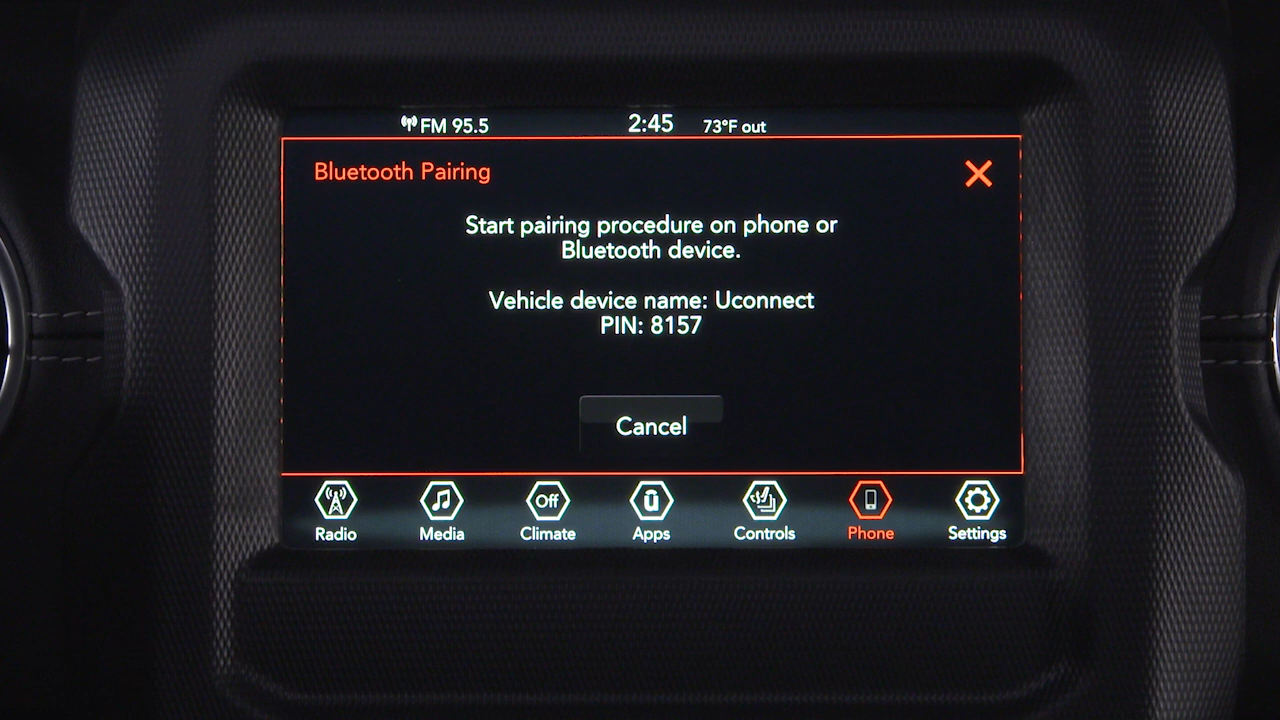 FM 95.5 2:45 73°F out
Bluetooth Pairing
Start pairing procedure on phone or
Bluetooth device.
Vehicle device name: Uconnect
PIN: 8157
Cancel
Off
Radio Media Climate Apps Controls Phone Settings